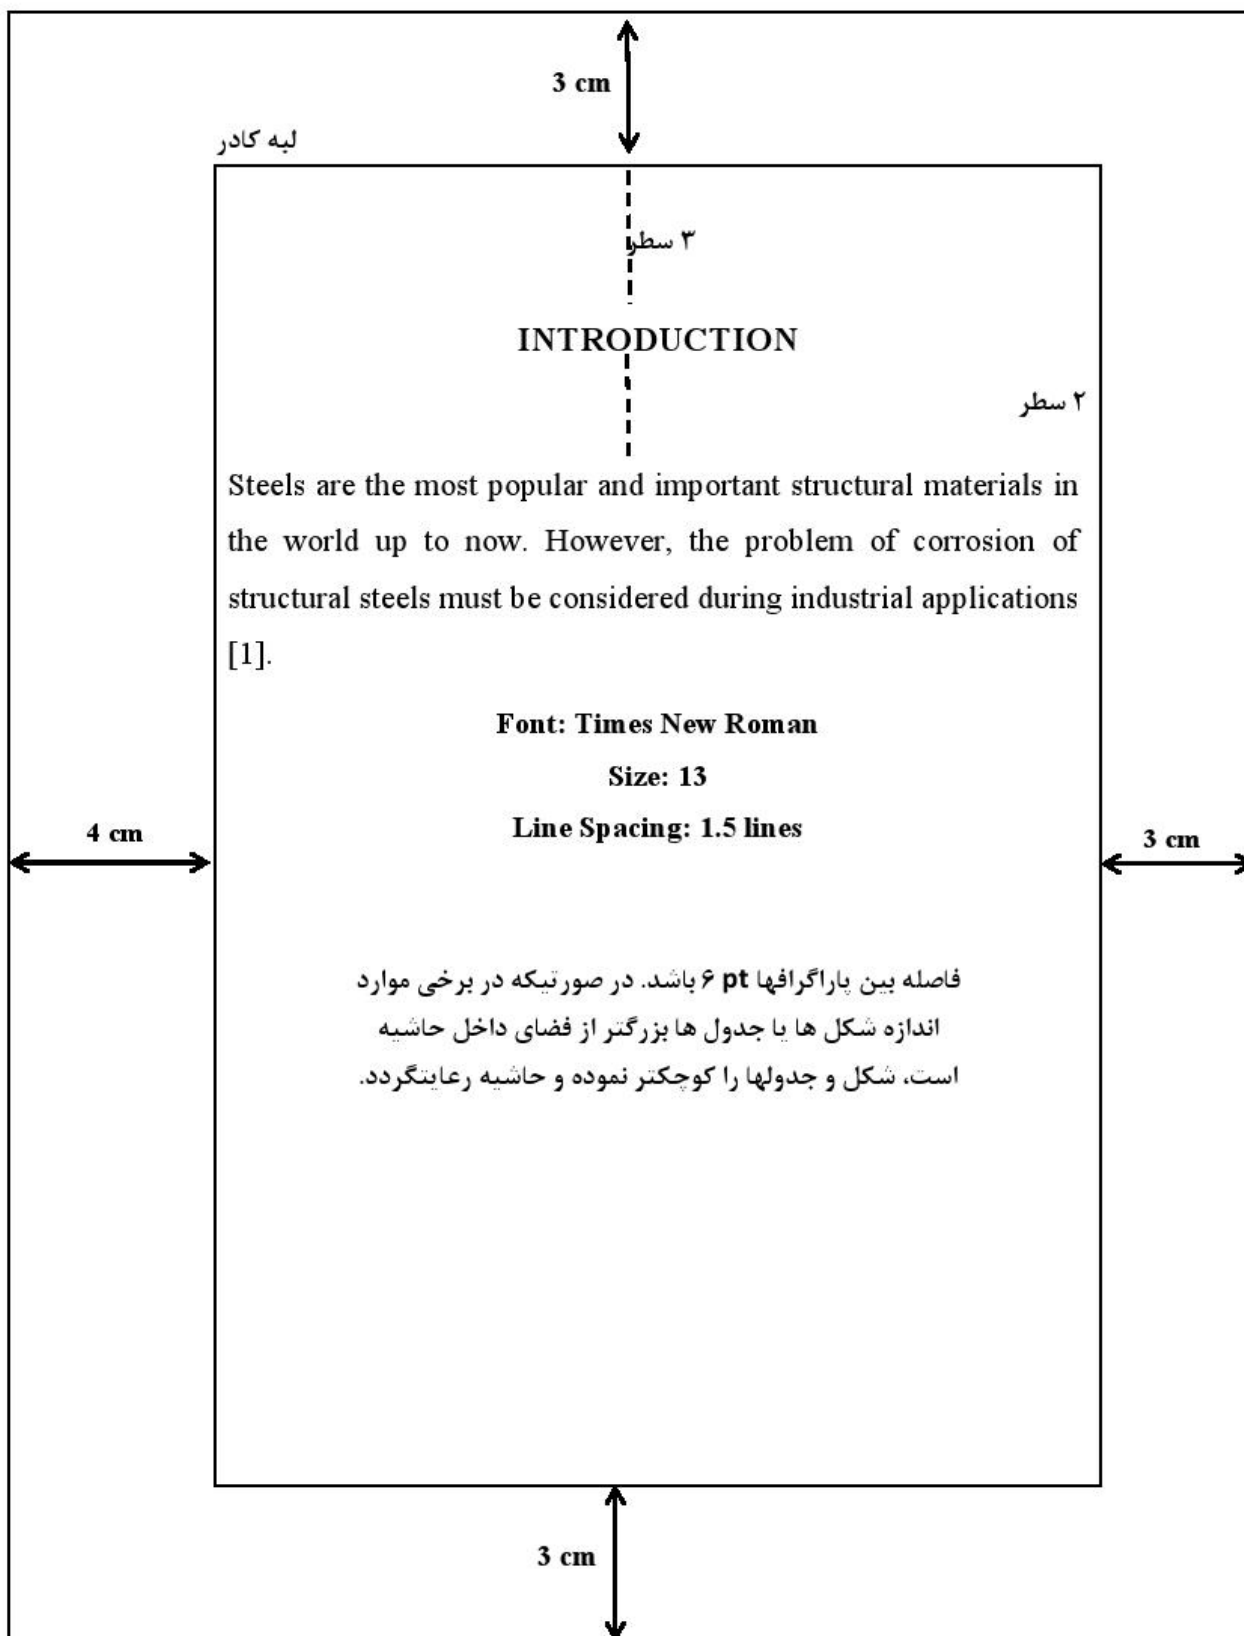 3 cm
لبه کادر
۳ سطر
INTRODUCTION
۲ سطر
Steels are the most popular and important structural materials in
the world up to now. However, the problem of corrosion of
structural steels must be considered during industrial applications
[1].
Font: Times New Roman
Size: 13
Line Spacing: 1.5 lines
4 cm
3 cm
فاصله بین پاراگرافها ۶ pt باشد. در صورتیکه در برخی موارد
اندازه شکل ها یا جدول ها بزرگتر از فضای داخل حاشیه
است، شکل و جدولها را کوچکتر نموده و حاشیه رعایتگردد.
3 cm